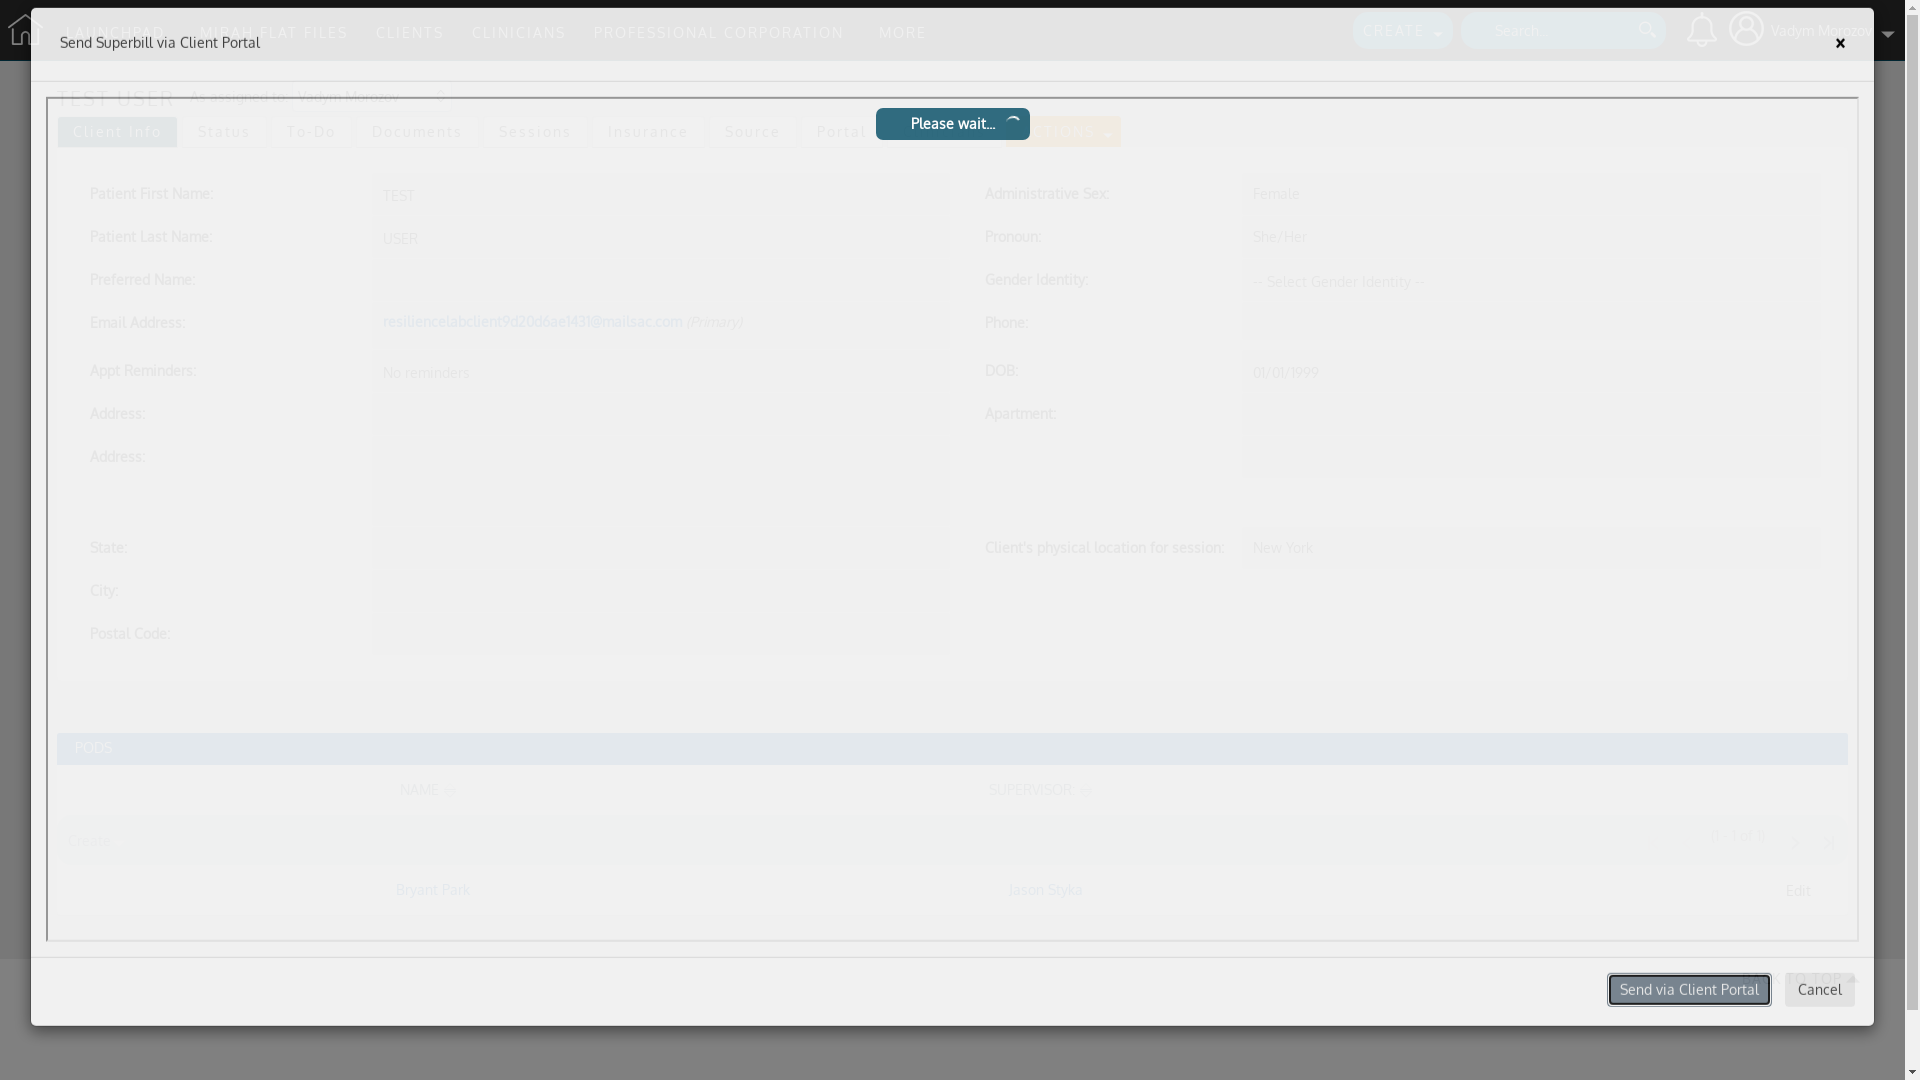 LAUNCHPAD MIRAH FLAT FILES CLIENTS CLINICIANS PROFESSIONAL CORPORATION MORE CREATE Search Vadym Morozov
Send Superbill via Client Portal ×
TEST USER As assigned to Vadym Morozov
Please wait...
Client Info Status To-Do Documents Sessions Insurance Source Portal
Patient First Name: TEST Administrative Sex: Female
Patient Last Name: USER Pronoun: She/Her
Preferred Name: Gender Identity: -- Select Gender Identity --
Email Address: resiliencelabclient9d20d6ae1431@mailsac.com (Primary) Phone:
Appt Reminders: No reminders DOB: 01/01/1999
Address: Apartment:
Address:
State: Client's physical location for session: New York
City:
Postal Code:
PODS
NAME SUPERVISOR
Create
Bryant Park Jason Styka Edit
BACK TO TOP
Send via Client Portal Cancel